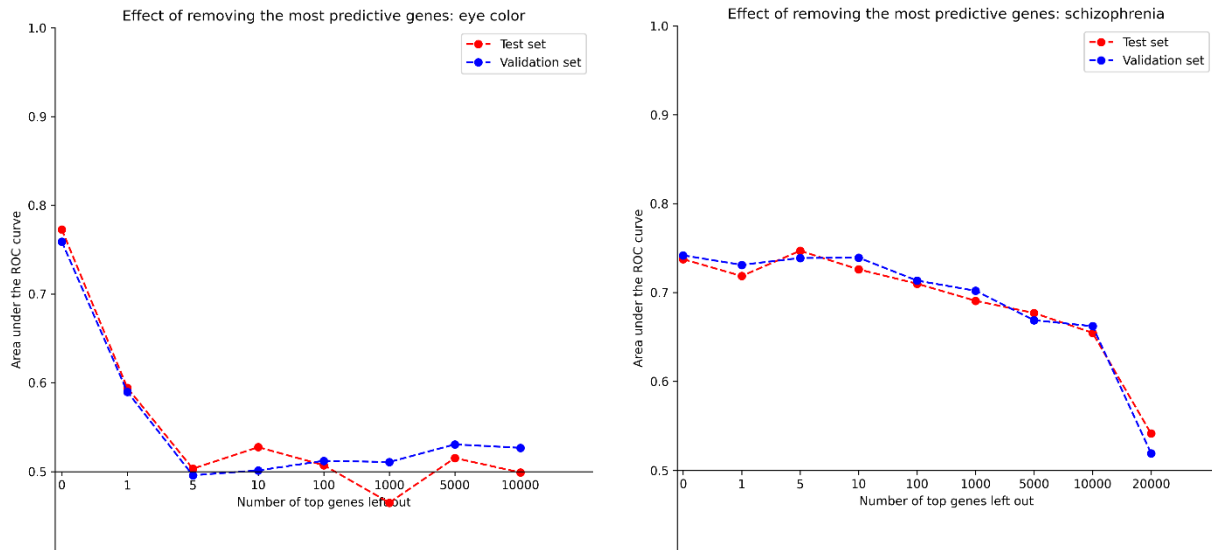 Effect of removing the most predictive genes: eye color
Test set
Validation set
1.0
0.9
0.8
0.7
0.6
0.5
Area under the ROC curve
0 1 5 10 100 1000 5000 10000
Number of top genes left out
Effect of removing the most predictive genes: schizophrenia
Test set
Validation set
1.0
0.9
0.8
0.7
0.6
0.5
Area under the ROC curve
0 1 5 10 100 1000 5000 10000 20000
Number of top genes left out